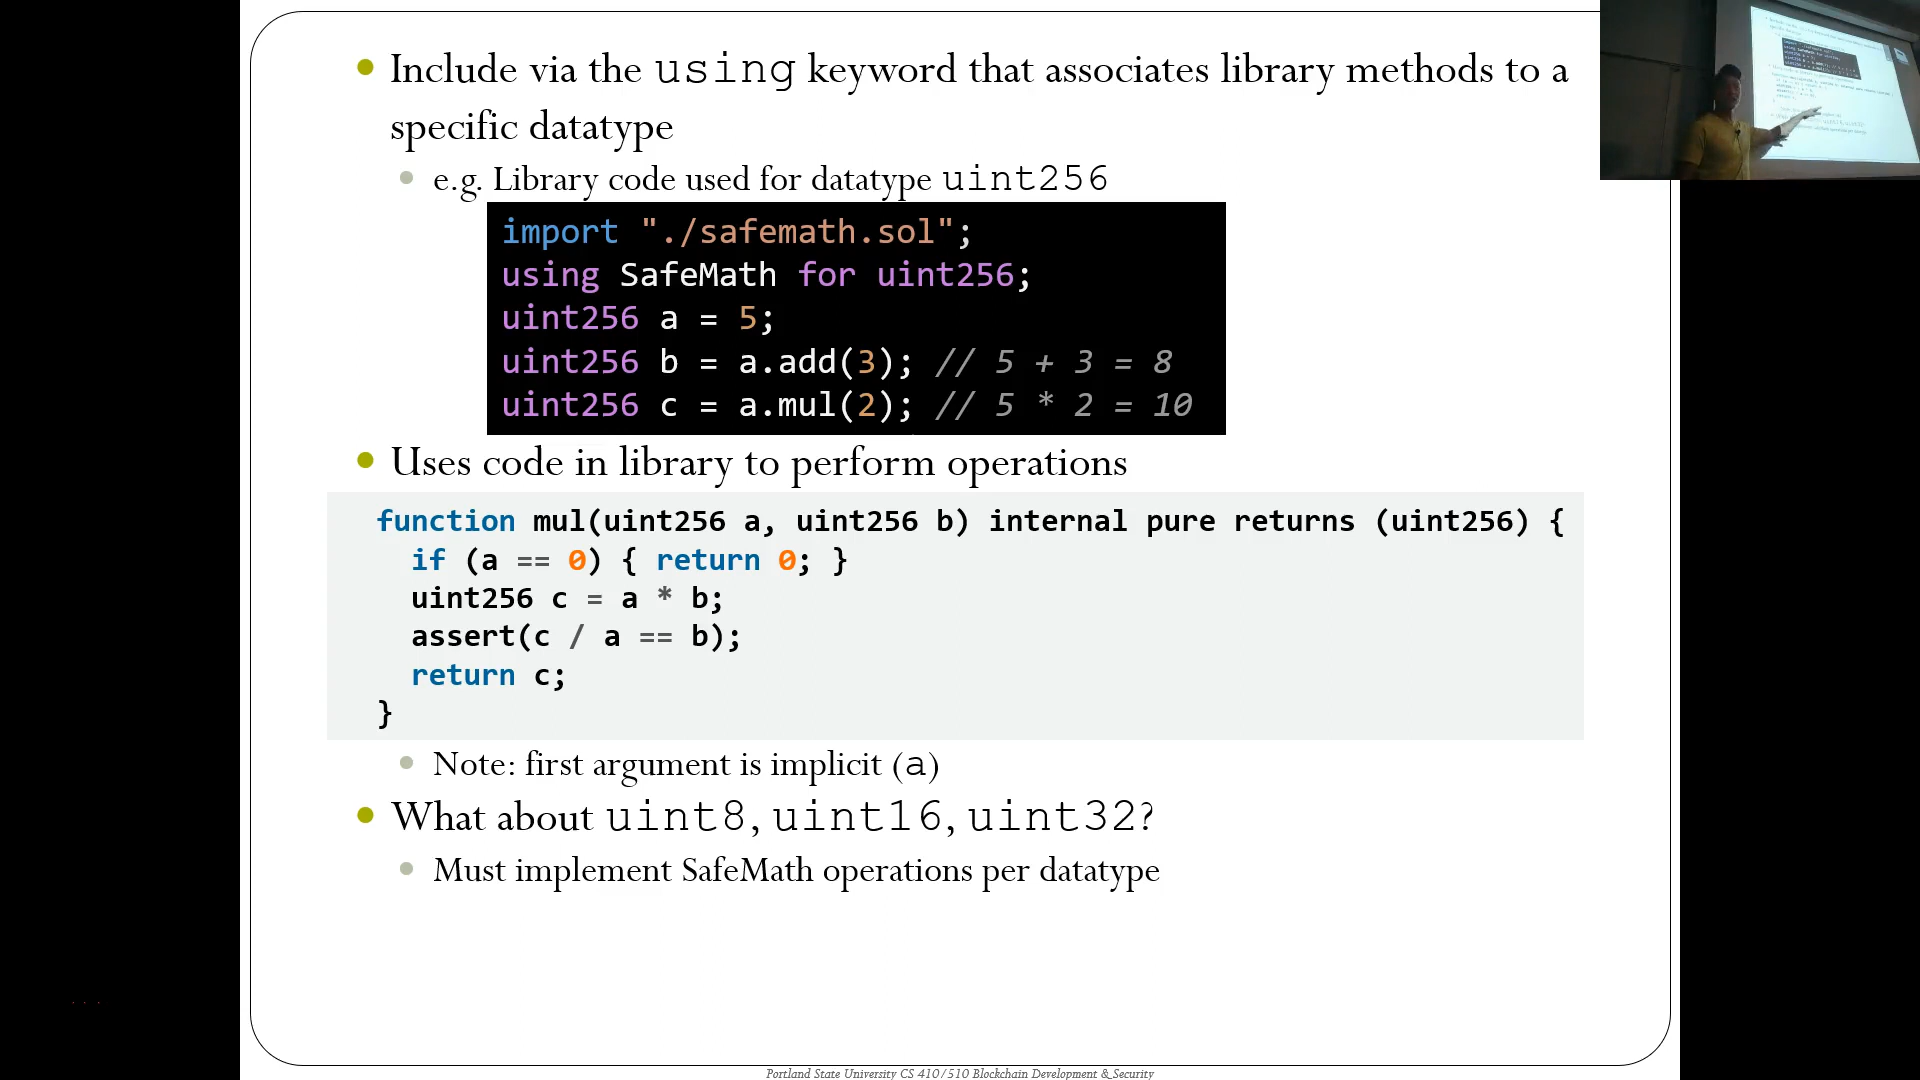 Include via the using keyword that associates library methods to a
specific datatype
e.g. Library code used for datatype uint256
import "./safemath.sol";
using SafeMath for uint256;
uint256 a = 5;
uint256 b = a.add(3); // 5 + 3 = 8
uint256 c = a.mul(2); // 5 * 2 = 10
Uses code in library to perform operations
function mul(uint256 a, uint256 b) internal pure returns (uint256) {
if (a == 0) { return 0; }
uint256 c = a * b;
assert(c / a == b);
return c;
}
Note: first argument is implicit (a)
What about uint8, uint16, uint32?
Must implement SafeMath operations per datatype
Portland State University CS 410/510 Blockchain Development & Security